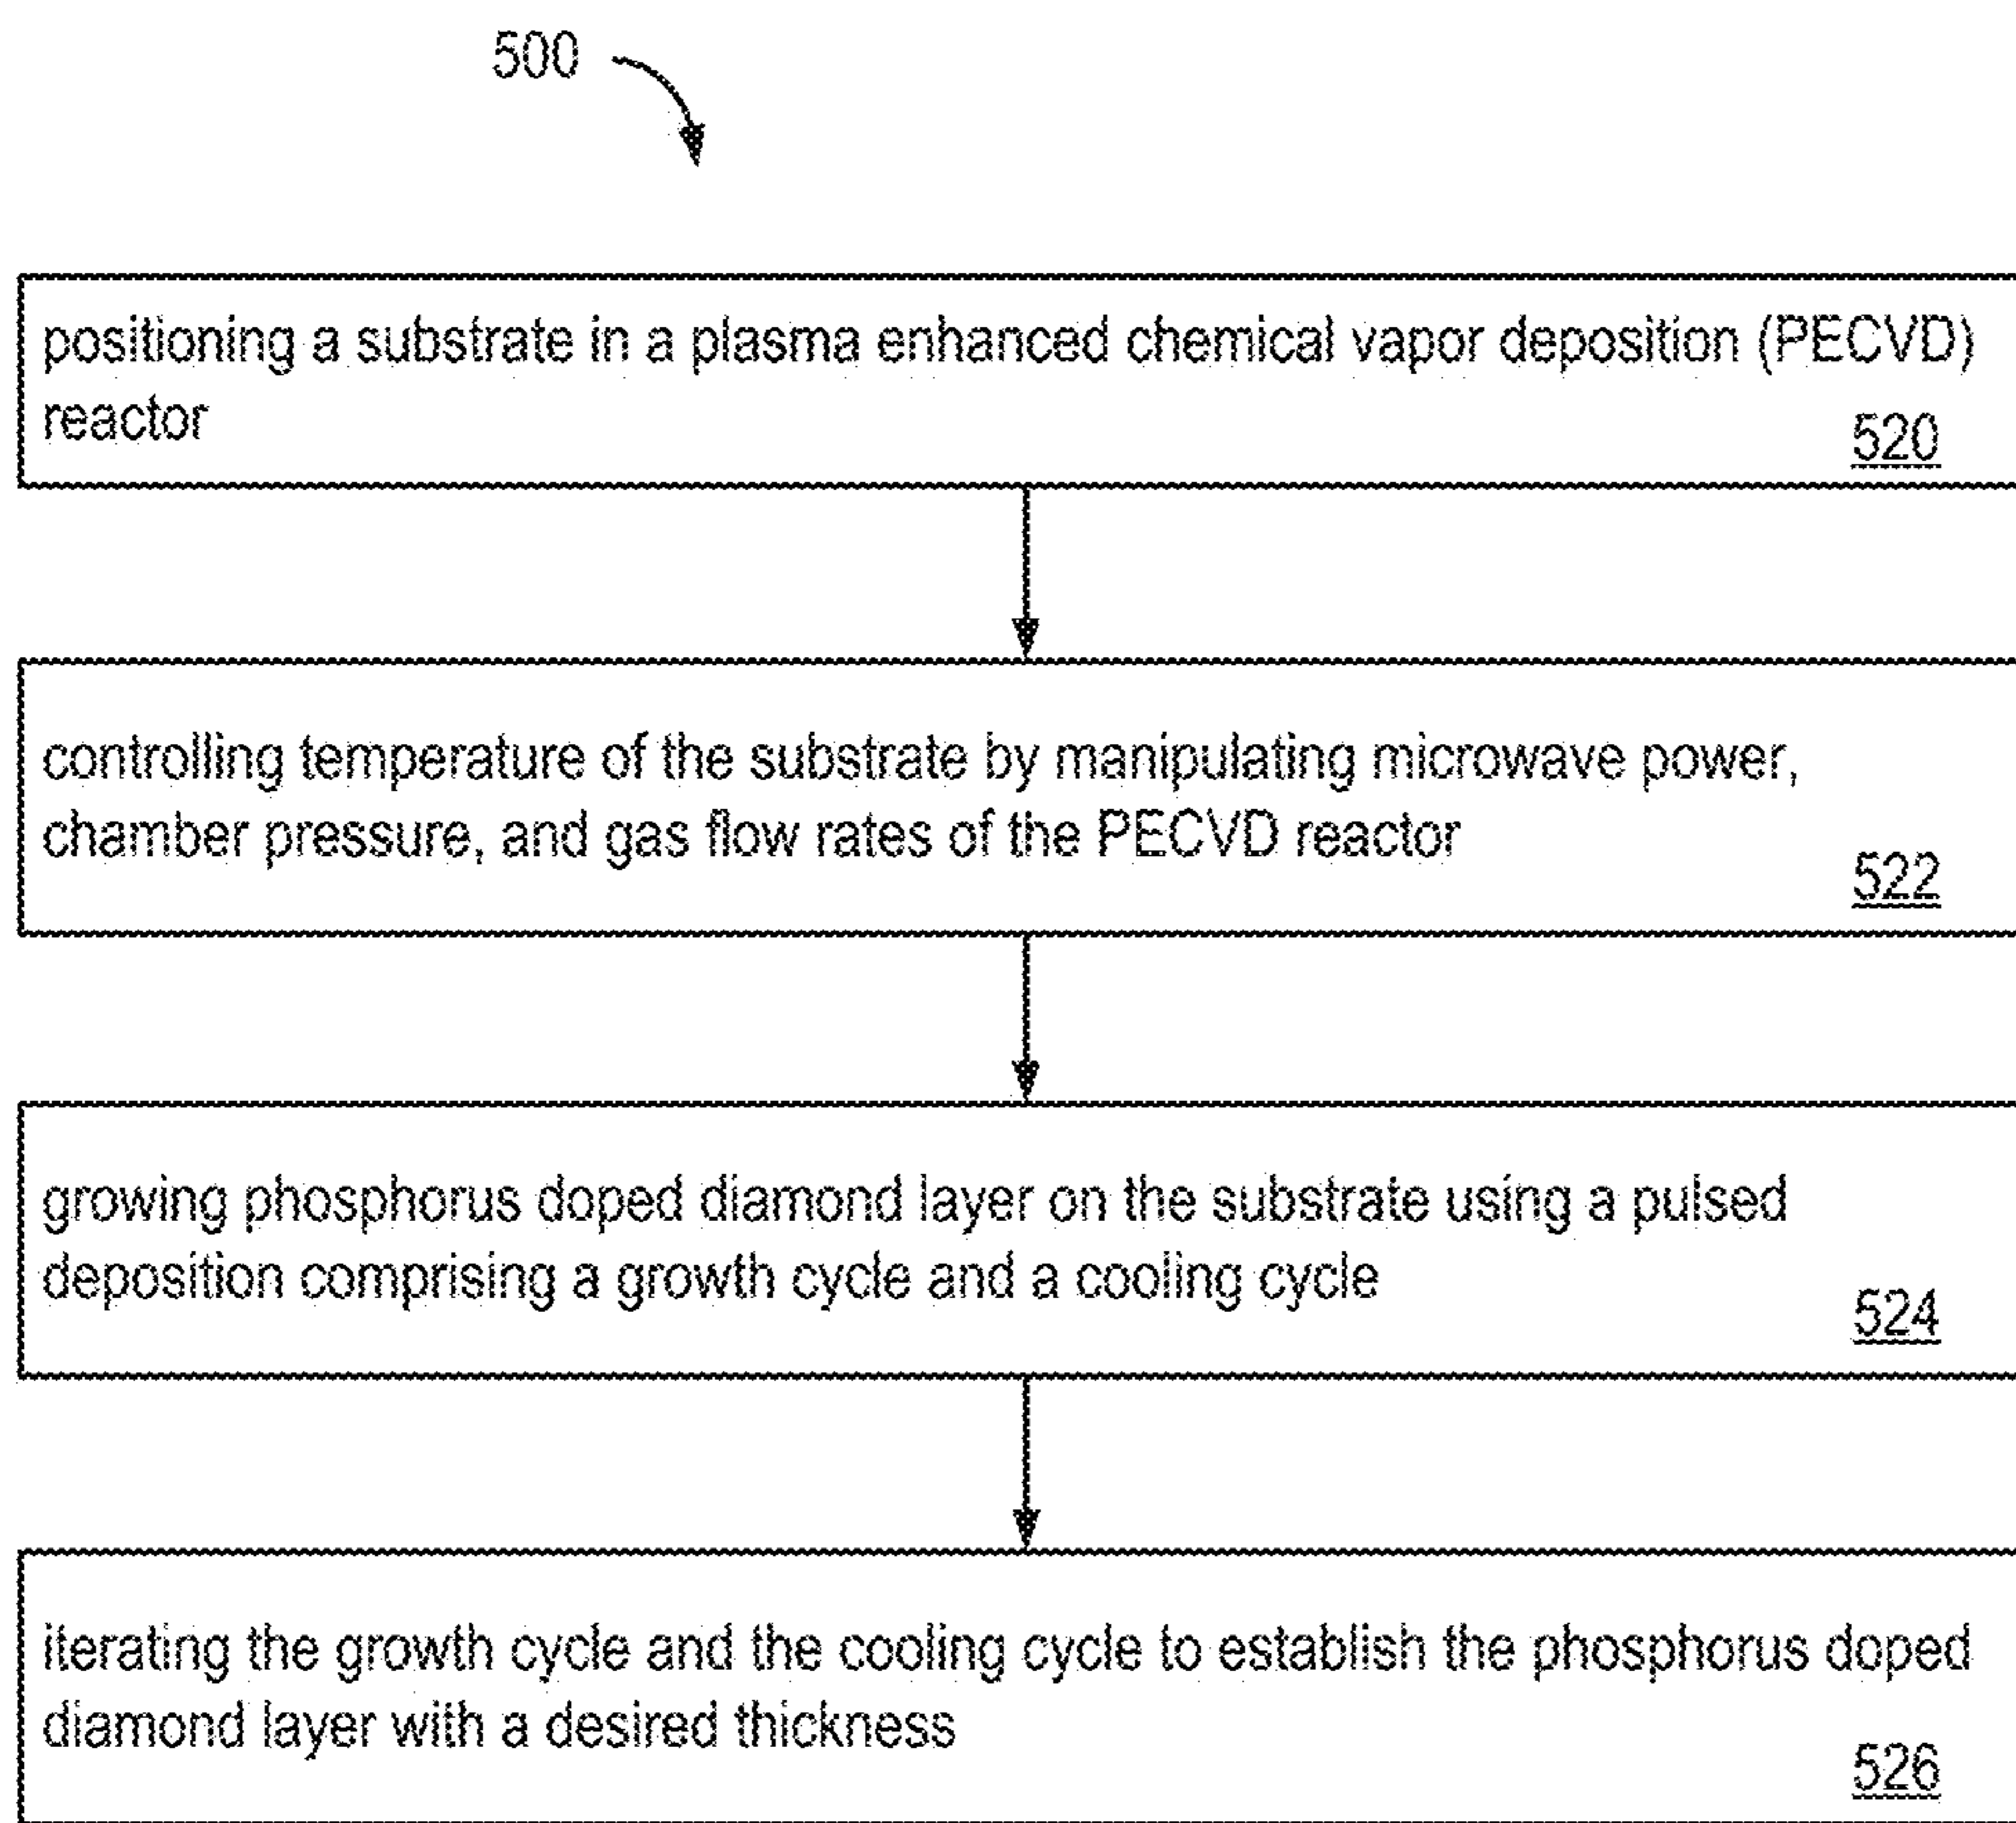 500
positioning a substrate in a plasma enhanced chemical vapor deposition (PECVD)
reactor
520
controlling temperature of the substrate by manipulating microwave power,
chamber pressure, and gas flow rates of the PECVD reactor
522
growing phosphorus doped diamond layer on the substrate using a pulsed
deposition comprising a growth cycle and a cooling cycle
524
iterating the growth cycle and the cooling cycle to establish the phosphorus doped
diamond layer with a desired thickness
526